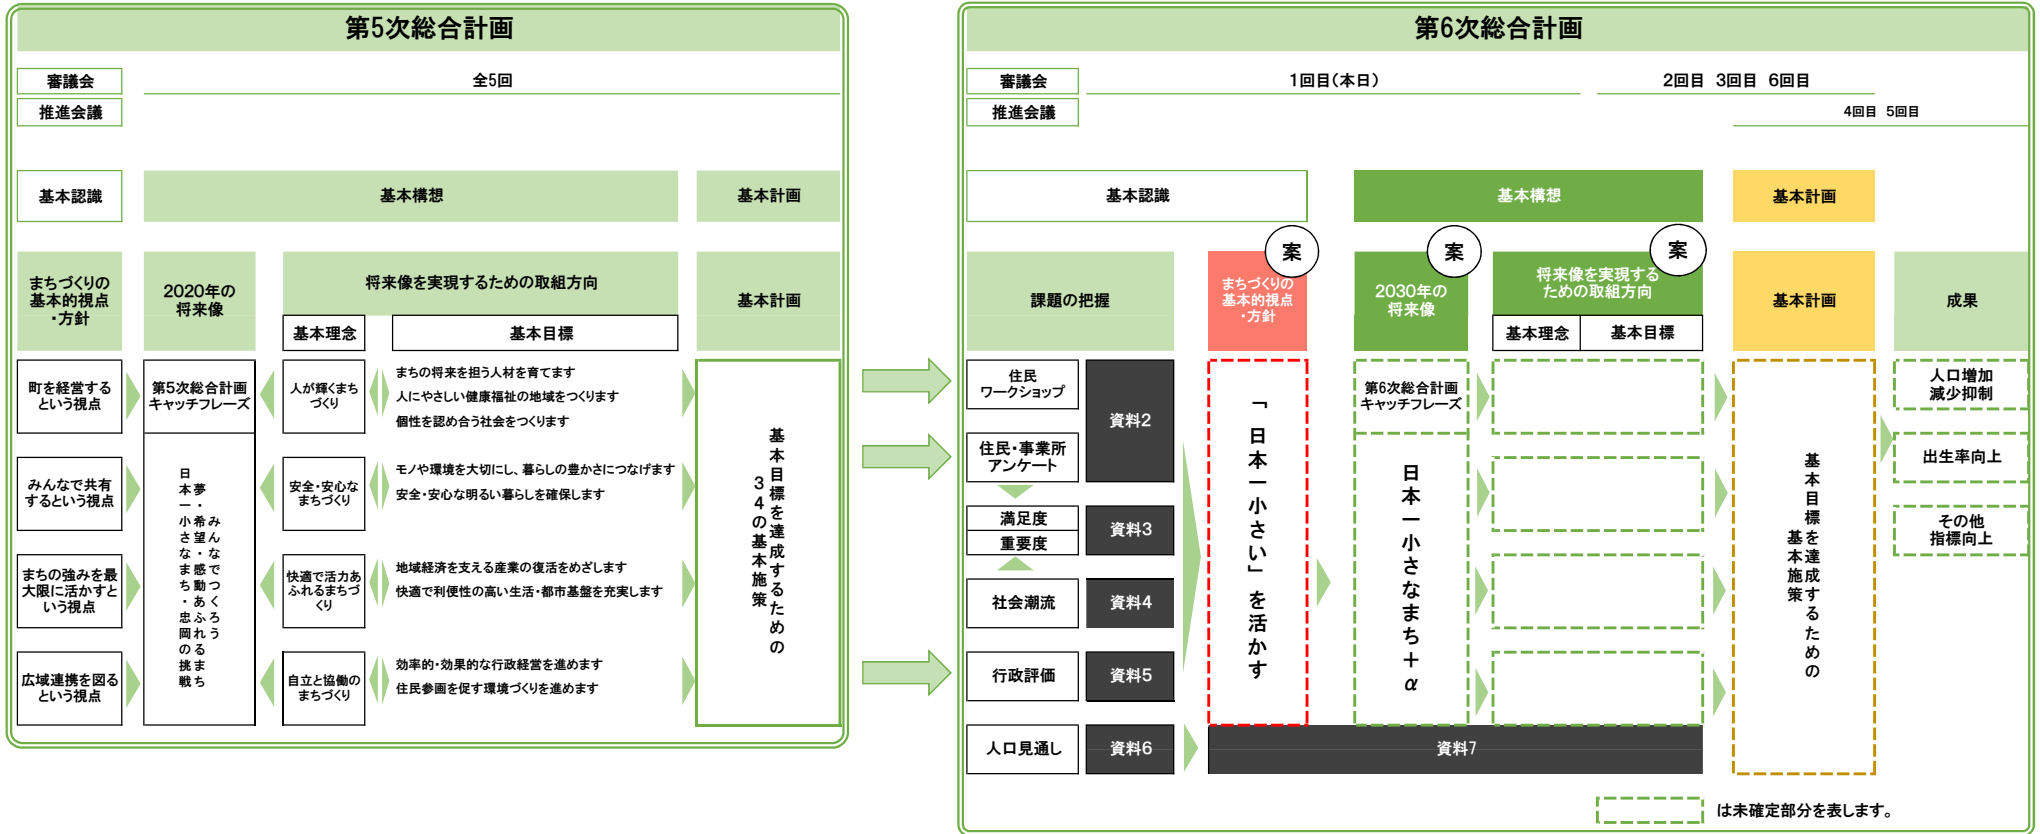 第5次総合計画
審議会
全5回
推進会議
基本認識
基本構想
基本計画
まちづくりの
基本的視点
・方針
2020年の
将来像
将来像を実現するための取組方向
基本理念
基本目標
基本計画
町を経営する
という視点
みんなで共有
するという視点
まちの強みを最
大限に活かすと
いう視点
広域連携を図る
という視点
第5次総合計画
キャッチフレーズ
みんなでつくろう
夢・希望・感動あふれるまち
日本一小さなまち・忠岡の挑戦
人が輝くまち
づくり
安全・安心な
まちづくり
快適で活力あ
ふれるまちづ
くり
自立と協働の
まちづくり
まちの将来を担う人材を育てます
人にやさしい健康福祉の地域をつくります
個性を認め合う社会をつくります
モノや環境を大切にし、暮らしの豊かさにつなげます
安全・安心な明るい暮らしを確保します
地域経済を支える産業の復活をめざします
快適で利便性の高い生活・都市基盤を充実します
効率的・効果的な行政経営を進めます
住民参画を促す環境づくりを進めます
基本目標を達成するための
34の基本施策
第6次総合計画
審議会
1回目(本日)
2回目 3回目 6回目
推進会議
4回目 5回目
基本認識
基本構想
基本計画
課題の把握
まちづくりの
基本的視点
・方針
案
2030年の
将来像
案
将来像を実現する
ための取組方向
案
基本理念
基本目標
基本計画
成果
住民
ワークショップ
住民・事業所
アンケート
資料2
満足度
重要度
資料3
社会潮流
資料4
行政評価
資料5
人口見通し
資料6
「日本一小さい」を活かす
第6次総合計画
キャッチフレーズ
日本一小さなまち+α
資料7
基本目標を達成するための
基本施策
人口増加
減少抑制
出生率向上
その他
指標向上
は未確定部分を表します。